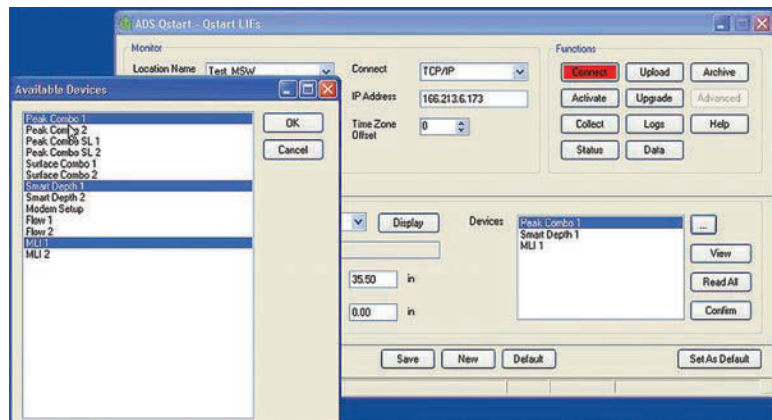 ADS Qstart - Qstart LIFs
Monitor
Location Name Test_MSW
Connect TCP/IP
IP Address 166.213.6.173
Time Zone Offset 0
Functions
Connect Upload Archive
Activate Upgrade Advanced
Collect Logs Help
Status Data
Available Devices
Peak Combo 1
Peak Combo 2
Peak Combo SL 1
Peak Combo SL 2
Surface Combo 1
Surface Combo 2
Smart Depth 1
Smart Depth 2
Modem Setup
Flow 1
Flow 2
MLI 1
MLI 2
OK
Cancel
Display
Devices
Peak Combo 1
Smart Depth 1
MLI 1
...
View
Read All
Confirm
35.50 in
0.00 in
Save New Default Set As Default